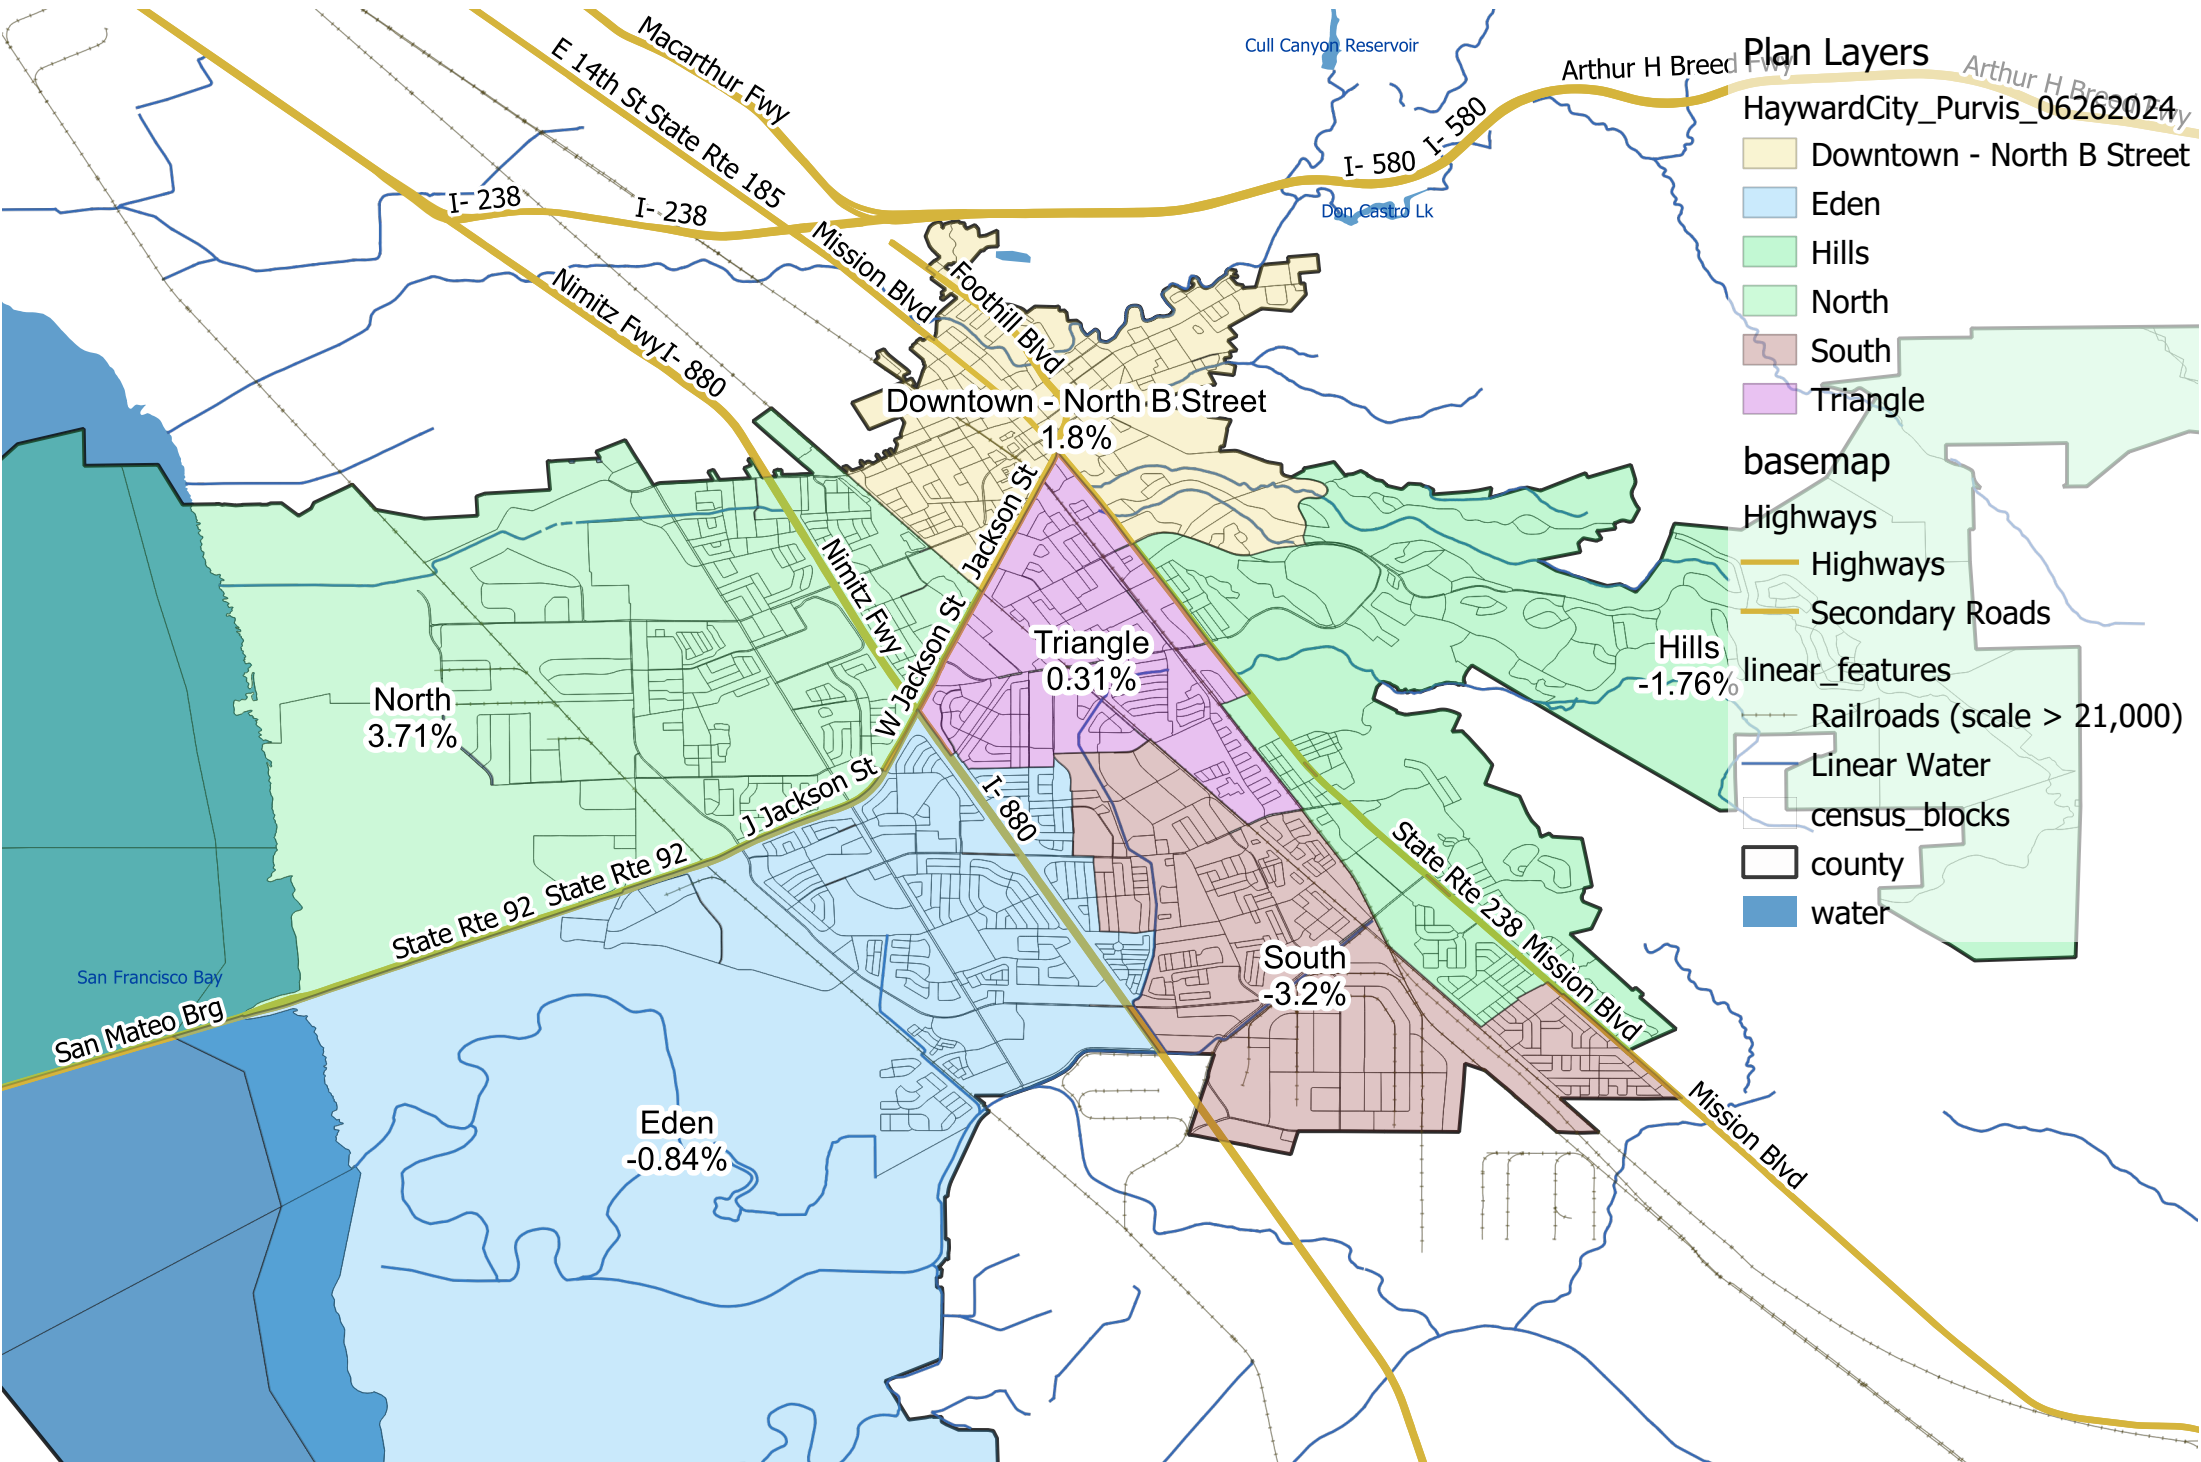 Macarthur Fwy
E 14th St State Rte 185
Cull Canyon Reservoir
Arthur H Breed Fwy
Arthur H Breed Fwy
I- 580
I- 580
I- 238
I- 238
Don Castro Lk
Mission Blvd
Foothill Blvd
Nimitz Fwy I- 880
Downtown - North B Street
1.8%
Jackson St
Nimitz Fwy
W Jackson St
Triangle
0.31%
Hills
-1.76%
North
3.71%
J Jackson St
I- 880
State Rte 92 State Rte 92
State Rte 238 Mission Blvd
South
-3.2%
San Francisco Bay
San Mateo Brg
Eden
-0.84%
Mission Blvd
Plan Layers
HaywardCity_Purvis_06262024
Downtown - North B Street
Eden
Hills
North
South
Triangle
basemap
Highways
Highways
Secondary Roads
linear_features
Railroads (scale > 21,000)
Linear Water
census_blocks
county
water